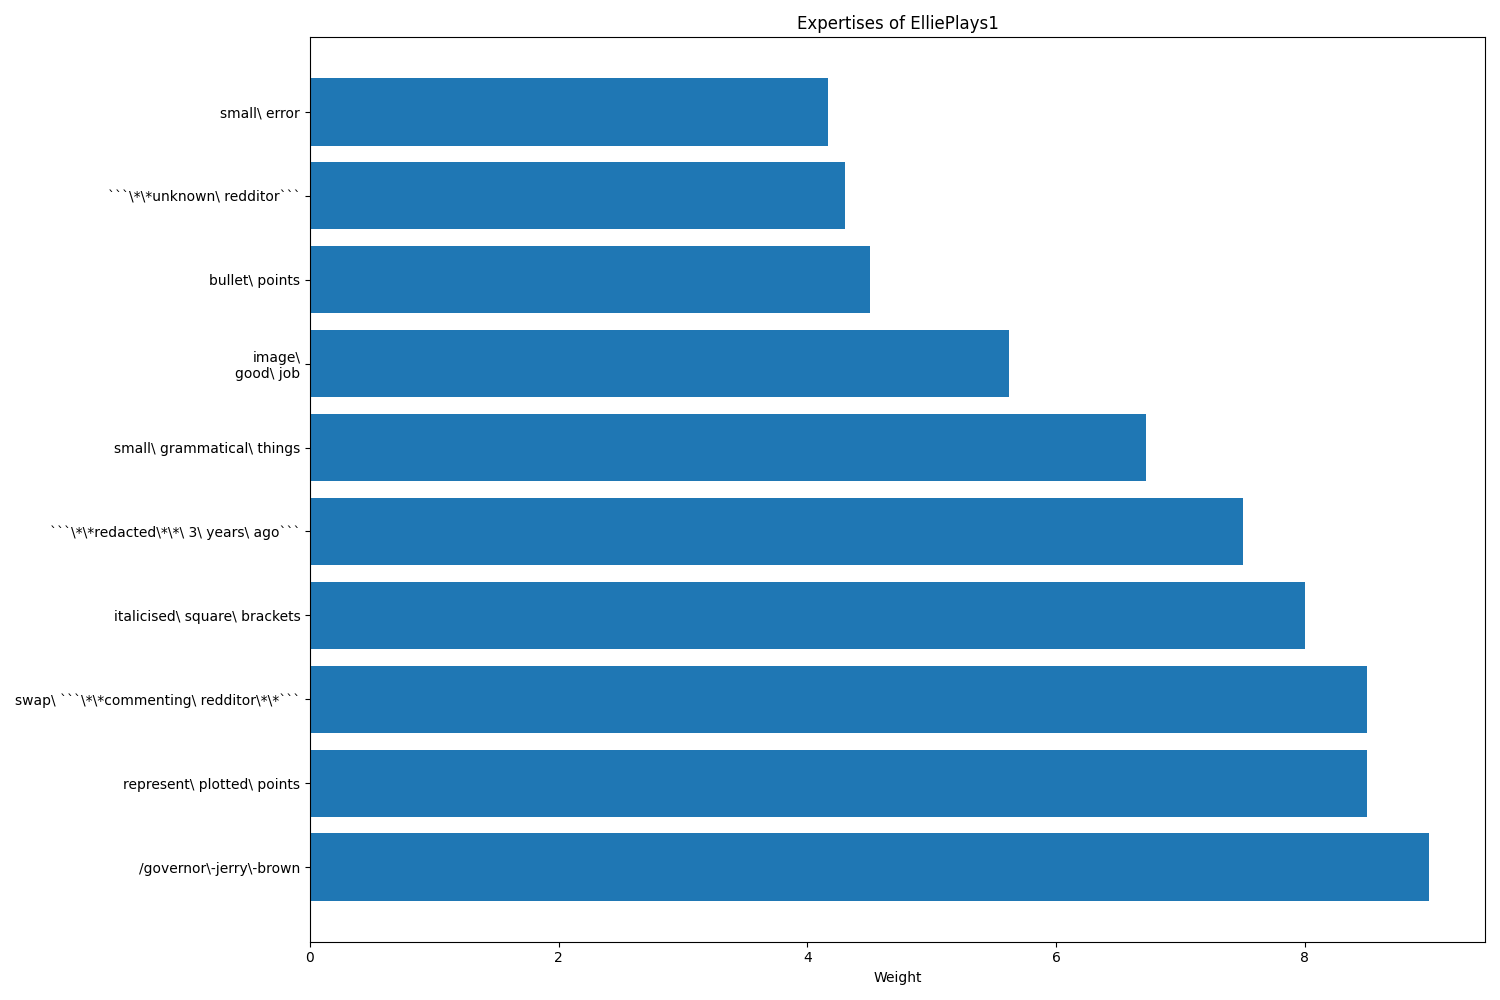 Expertises of ElliePlays1
small\ error
```\*\*unknown\ redditor```
bullet\ points
image\
good\ job
small\ grammatical\ things
```\*\*redacted\*\*\ 3\ years\ ago```
italicised\ square\ brackets
swap\ ```\*\*commenting\ redditor\*\*```
represent\ plotted\ points
/governor\-jerry\-brown
0 2 4 6 8
Weight